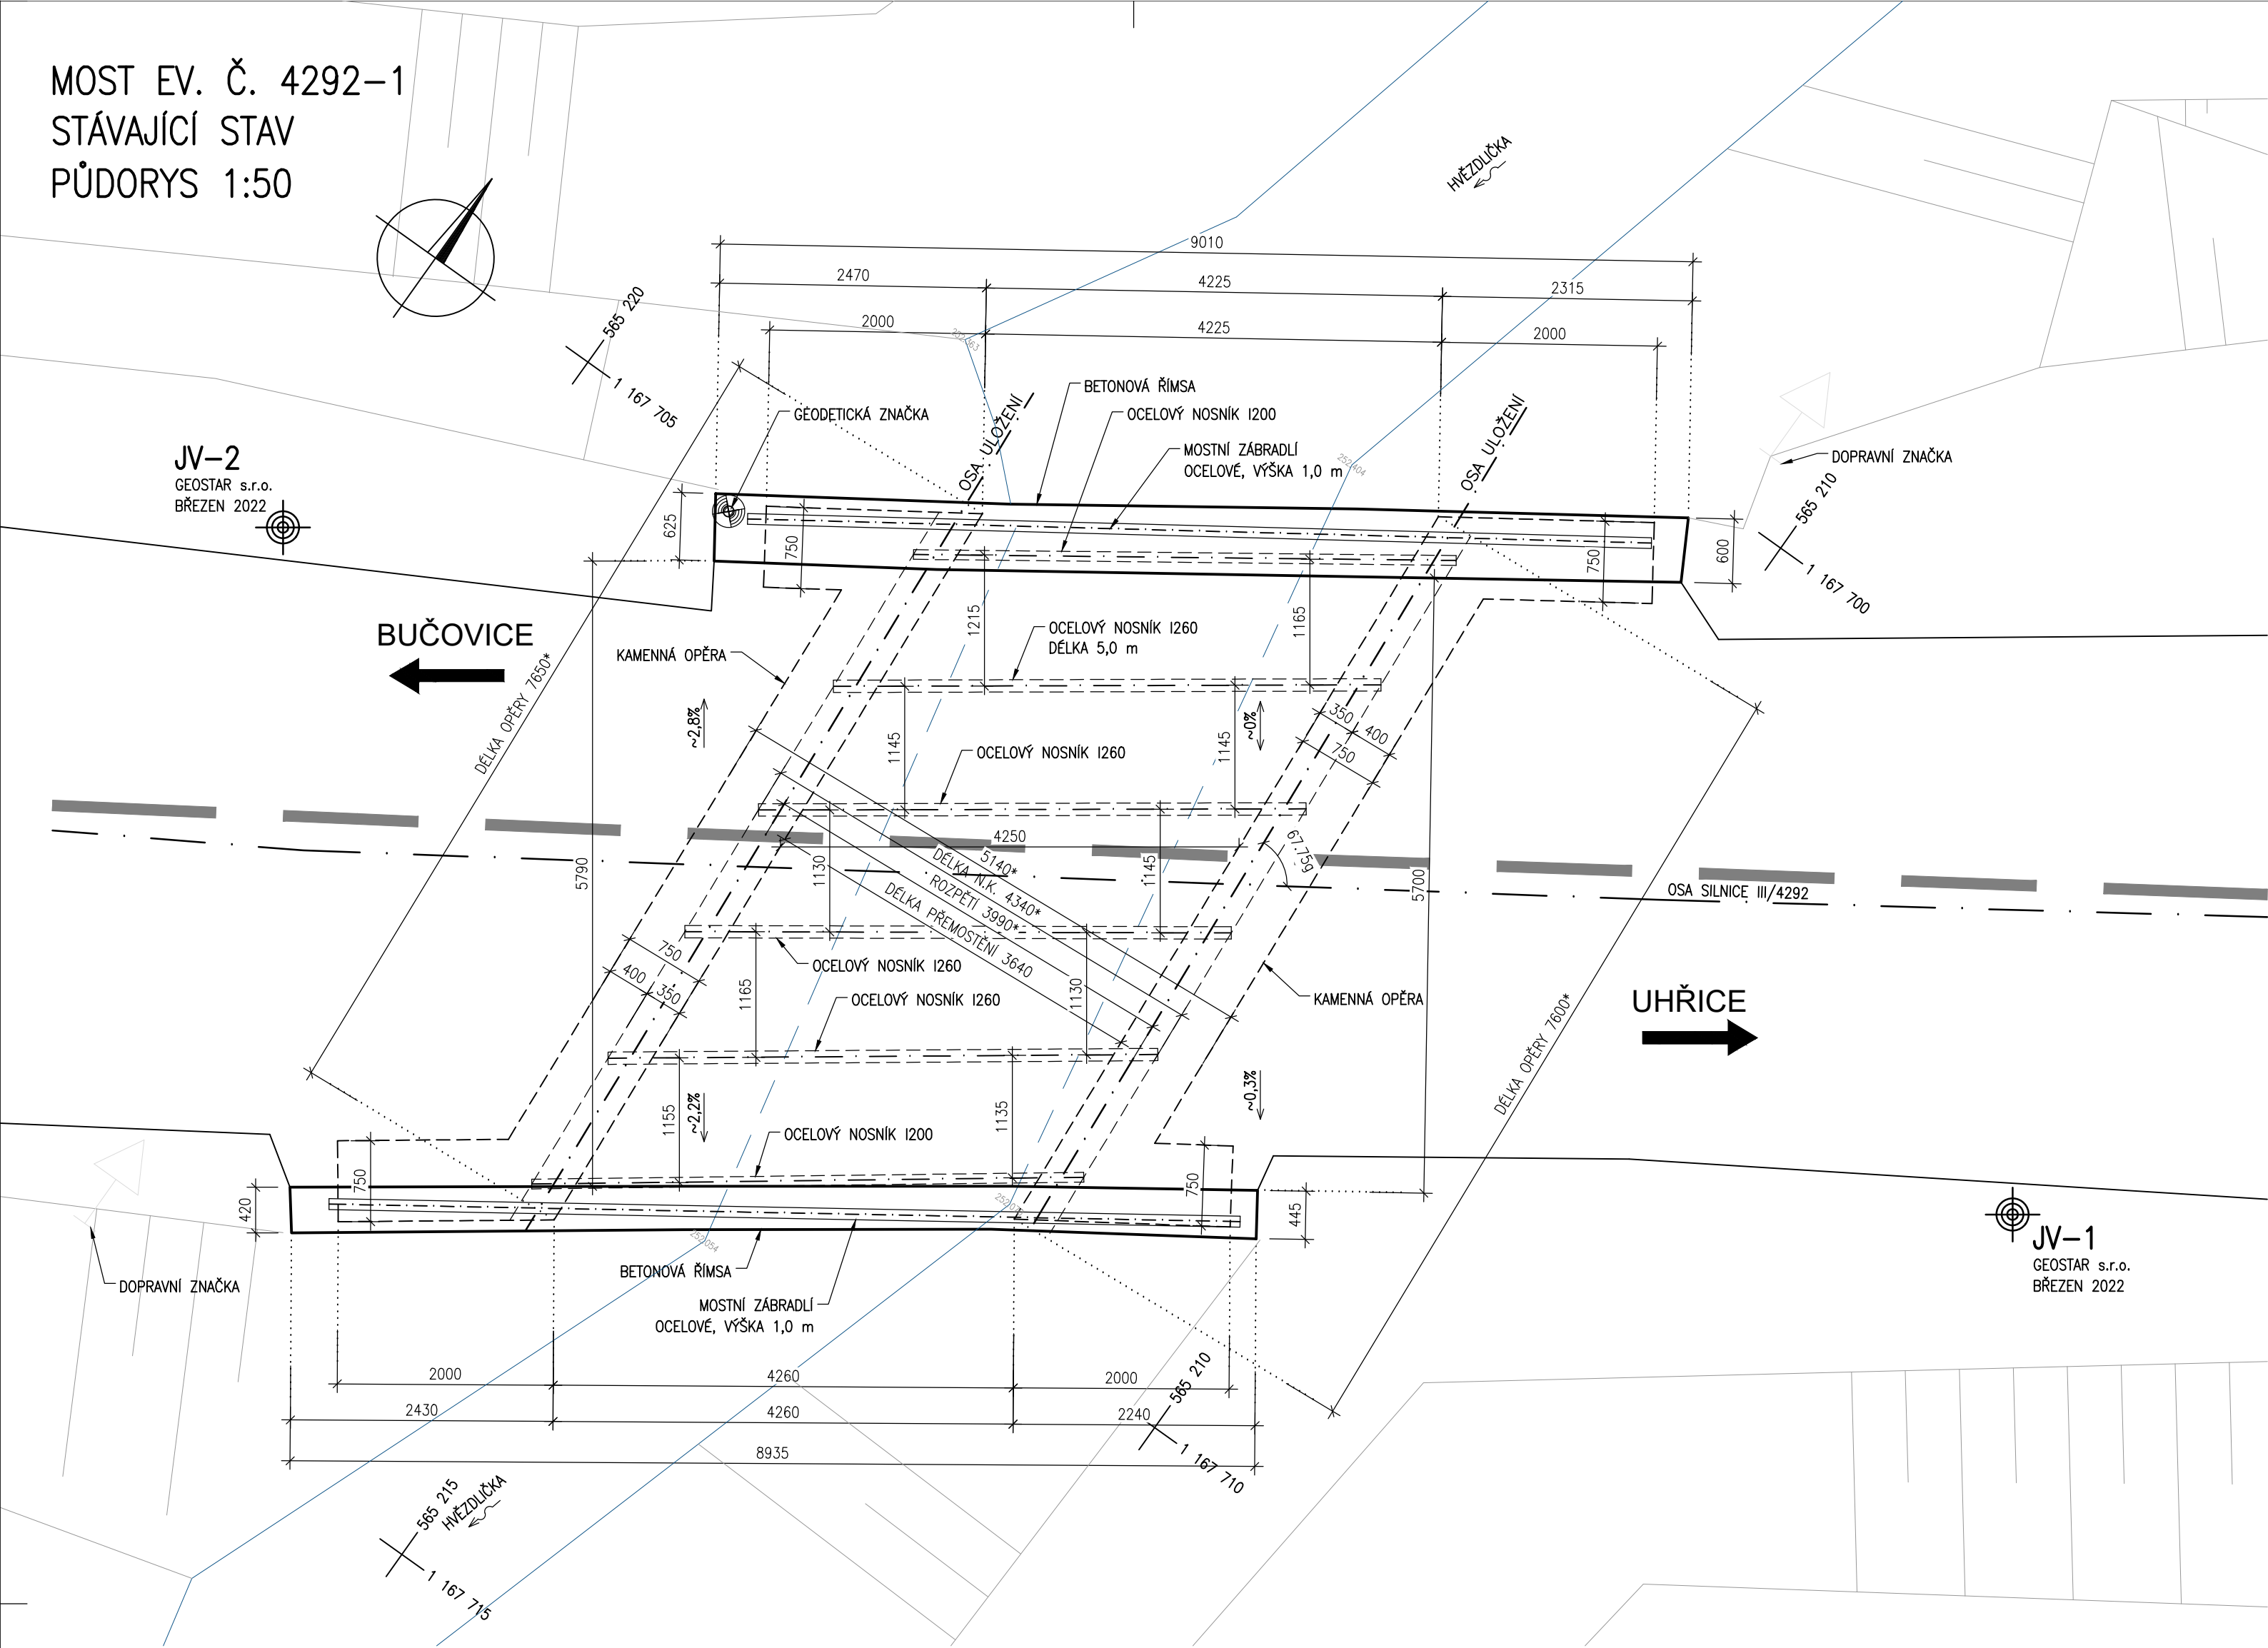 MOST EV. Č. 4292-1
STÁVAJÍCÍ STAV
PŮDORYS 1:50
HVĚZDLIČKA
9010
2470
4225
2315
2000
4225
2000
565 220
1 167 705
GEODETICKÁ ZNAČKA
OSA ULOŽENÍ
BETONOVÁ ŘÍMSA
OCELOVÝ NOSNÍK I200
MOSTNÍ ZÁBRADLÍ
OCELOVÉ, VÝŠKA 1,0 m
252,404
OSA ULOŽENÍ
DOPRAVNÍ ZNAČKA
565 210
1 167 700
JV-2
GEOSTAR s.r.o.
BŘEZEN 2022
625
750
750
600
1215
1165
BUČOVICE
KAMENNÁ OPĚRA
OCELOVÝ NOSNÍK I260
DÉLKA 5,0 m
DÉLKA OPĚRY 7650*
~2,8%
~0%
350
400
750
1145
1145
OCELOVÝ NOSNÍK I260
4250
67.75g
5790
1130
1145
5700
5140*
DÉLKA N.K. 4340*
ROZPĚTÍ 3990*
DÉLKA PŘEMOSTĚNÍ 3640
OSA SILNICE III/4292
750
400
350
OCELOVÝ NOSNÍK I260
1165
1130
OCELOVÝ NOSNÍK I260
KAMENNÁ OPĚRA
UHŘICE
DÉLKA OPĚRY 7600*
~2,2%
~0,3%
1155
1135
OCELOVÝ NOSNÍK I200
750
750
420
445
252,054
JV-1
GEOSTAR s.r.o.
BŘEZEN 2022
DOPRAVNÍ ZNAČKA
BETONOVÁ ŘÍMSA
MOSTNÍ ZÁBRADLÍ
OCELOVÉ, VÝŠKA 1,0 m
2000
4260
2000
2430
4260
2240
8935
565 210
1 167 710
565 215
HVĚZDLIČKA
1 167 715